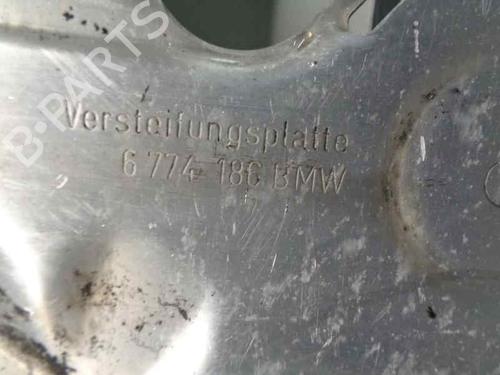 B-PARTS
Versteifungsplatte
6 774 186 BMW